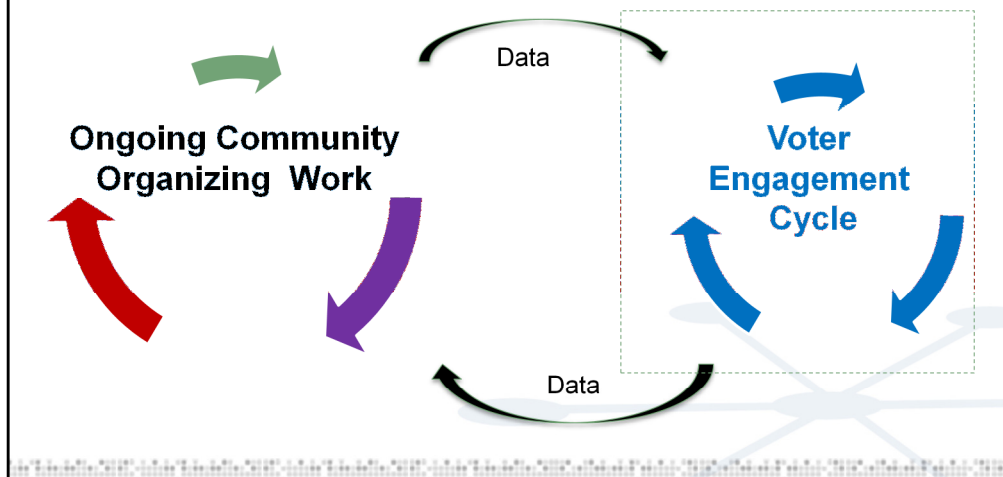 Data
Ongoing Community
Organizing Work
Voter
Engagement
Cycle
Data